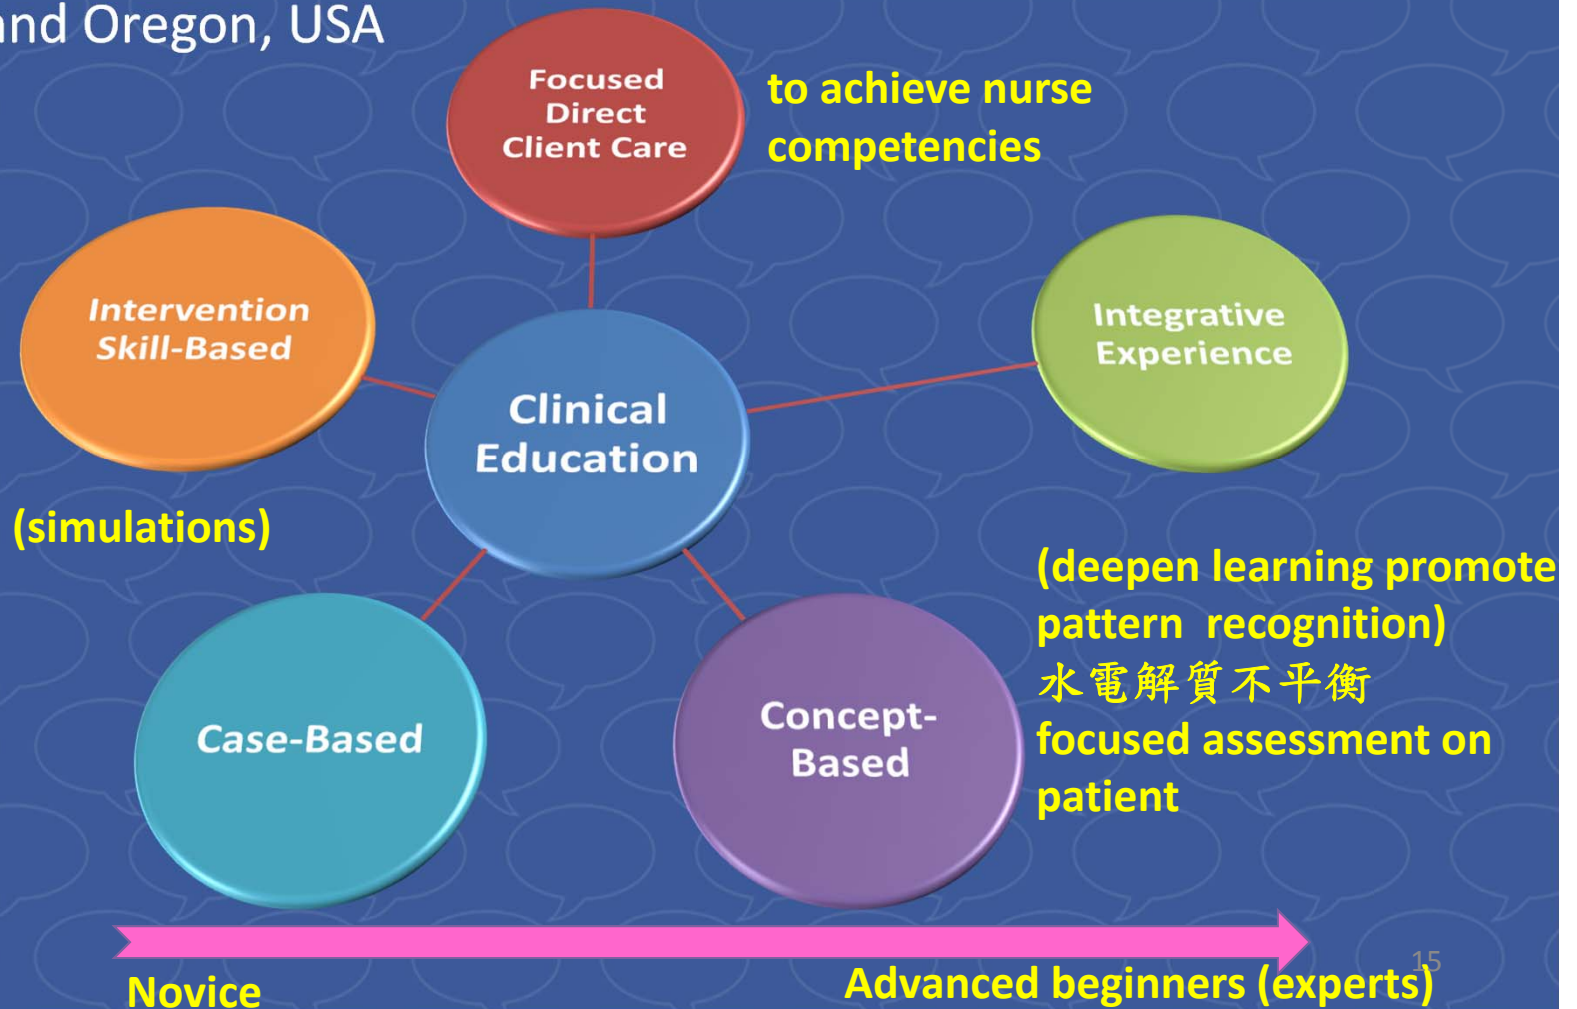 and Oregon, USA
Focused
Direct
Client Care
to achieve nurse
competencies
Intervention
Skill-Based
Integrative
Experience
Clinical
Education
(simulations)
(deepen learning promote
pattern recognition)
水電解質不平衡
focused assessment on
patient
Case-Based
Concept-
Based
Novice
Advanced beginners (experts)
15